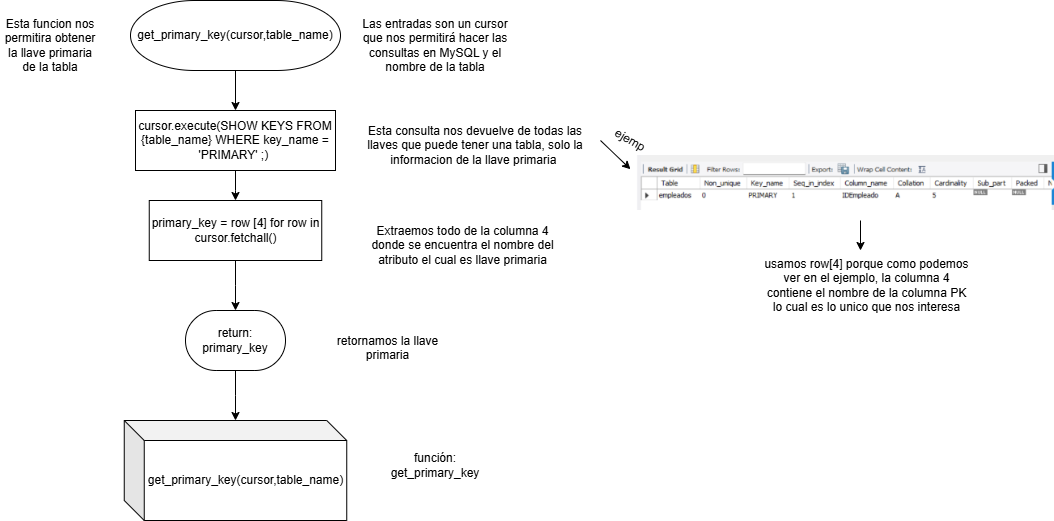 Esta funcion nos
permitira obtener
la llave primaria
de la tabla
get_primary_key(cursor,table_name)
Las entradas son un cursor
que nos permitirá hacer las
consultas en MySQL y el
nombre de la tabla
cursor.execute(SHOW KEYS FROM
{table_name} WHERE key_name =
'PRIMARY' ;)
Esta consulta nos devuelve de todas las
llaves que puede tener una tabla, solo la
informacion de la llave primaria
ejemp
Result Grid Filter Rows: Export: Wrap Cell Content:
Table Non_unique Key_name Seq_in_index Column_name Collation Cardinality Sub_part Packed N
empleados 0 PRIMARY 1 IDEmpleado A 5 NULL NULL
primary_key = row [4] for row in
cursor.fetchall()
Extraemos todo de la columna 4
donde se encuentra el nombre del
atributo el cual es llave primaria
usamos row[4] porque como podemos
ver en el ejemplo, la columna 4
contiene el nombre de la columna PK
lo cual es lo unico que nos interesa
return:
primary_key
retornamos la llave
primaria
get_primary_key(cursor,table_name)
función:
get_primary_key